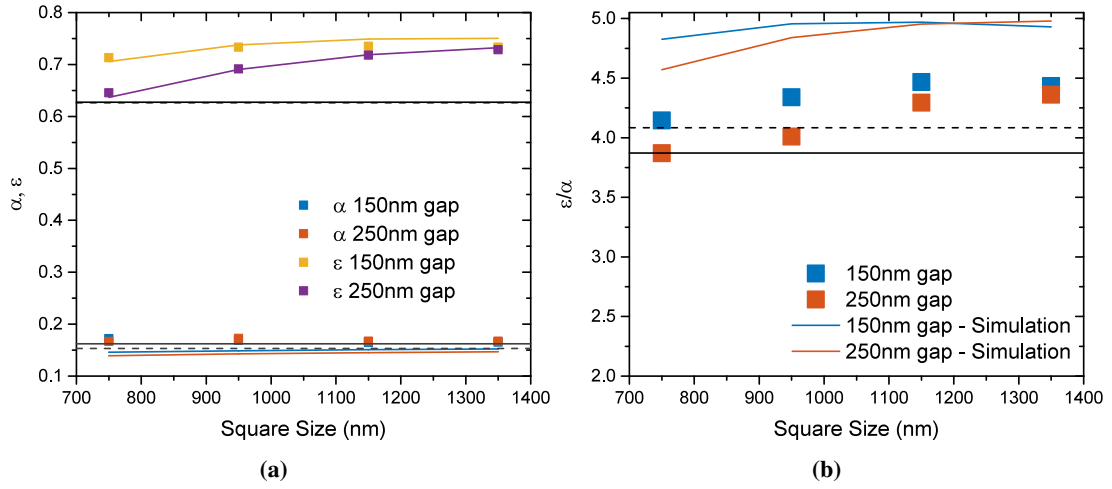 0.8
0.7
0.6
0.5
0.4
0.3
0.2
0.1
α, ε
α 150nm gap
α 250nm gap
ε 150nm gap
ε 250nm gap
700 800 900 1000 1100 1200 1300 1400
Square Size (nm)
(a)
5.0
4.5
4.0
3.5
3.0
2.5
2.0
ε/α
150nm gap
250nm gap
150nm gap - Simulation
250nm gap - Simulation
700 800 900 1000 1100 1200 1300 1400
Square Size (nm)
(b)